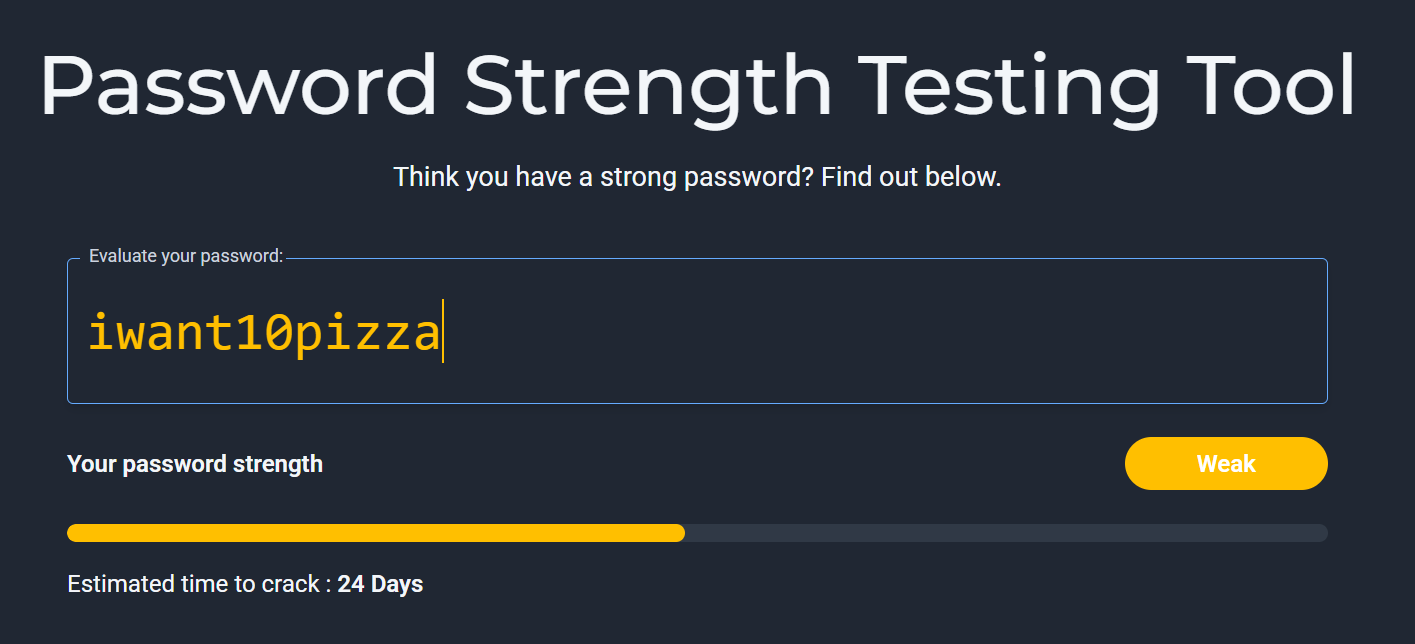 Password Strength Testing Tool
Think you have a strong password? Find out below.
Evaluate your password:
iwant10pizza
Your password strength
Weak
Estimated time to crack : 24 Days